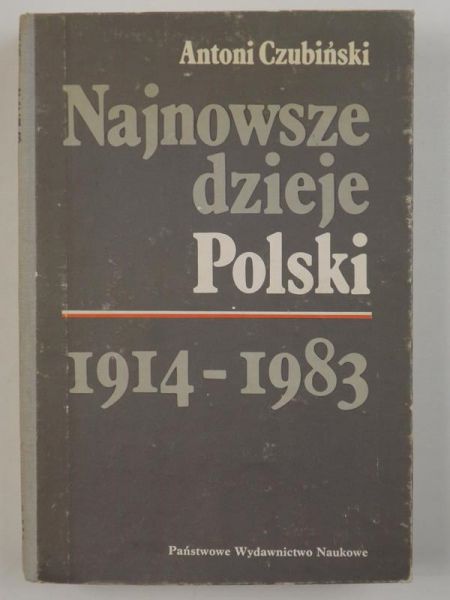 Antoni Czubiński
Najnowsze
dzieje
Polski
1914-1983
Państwowe Wydawnictwo Naukowe